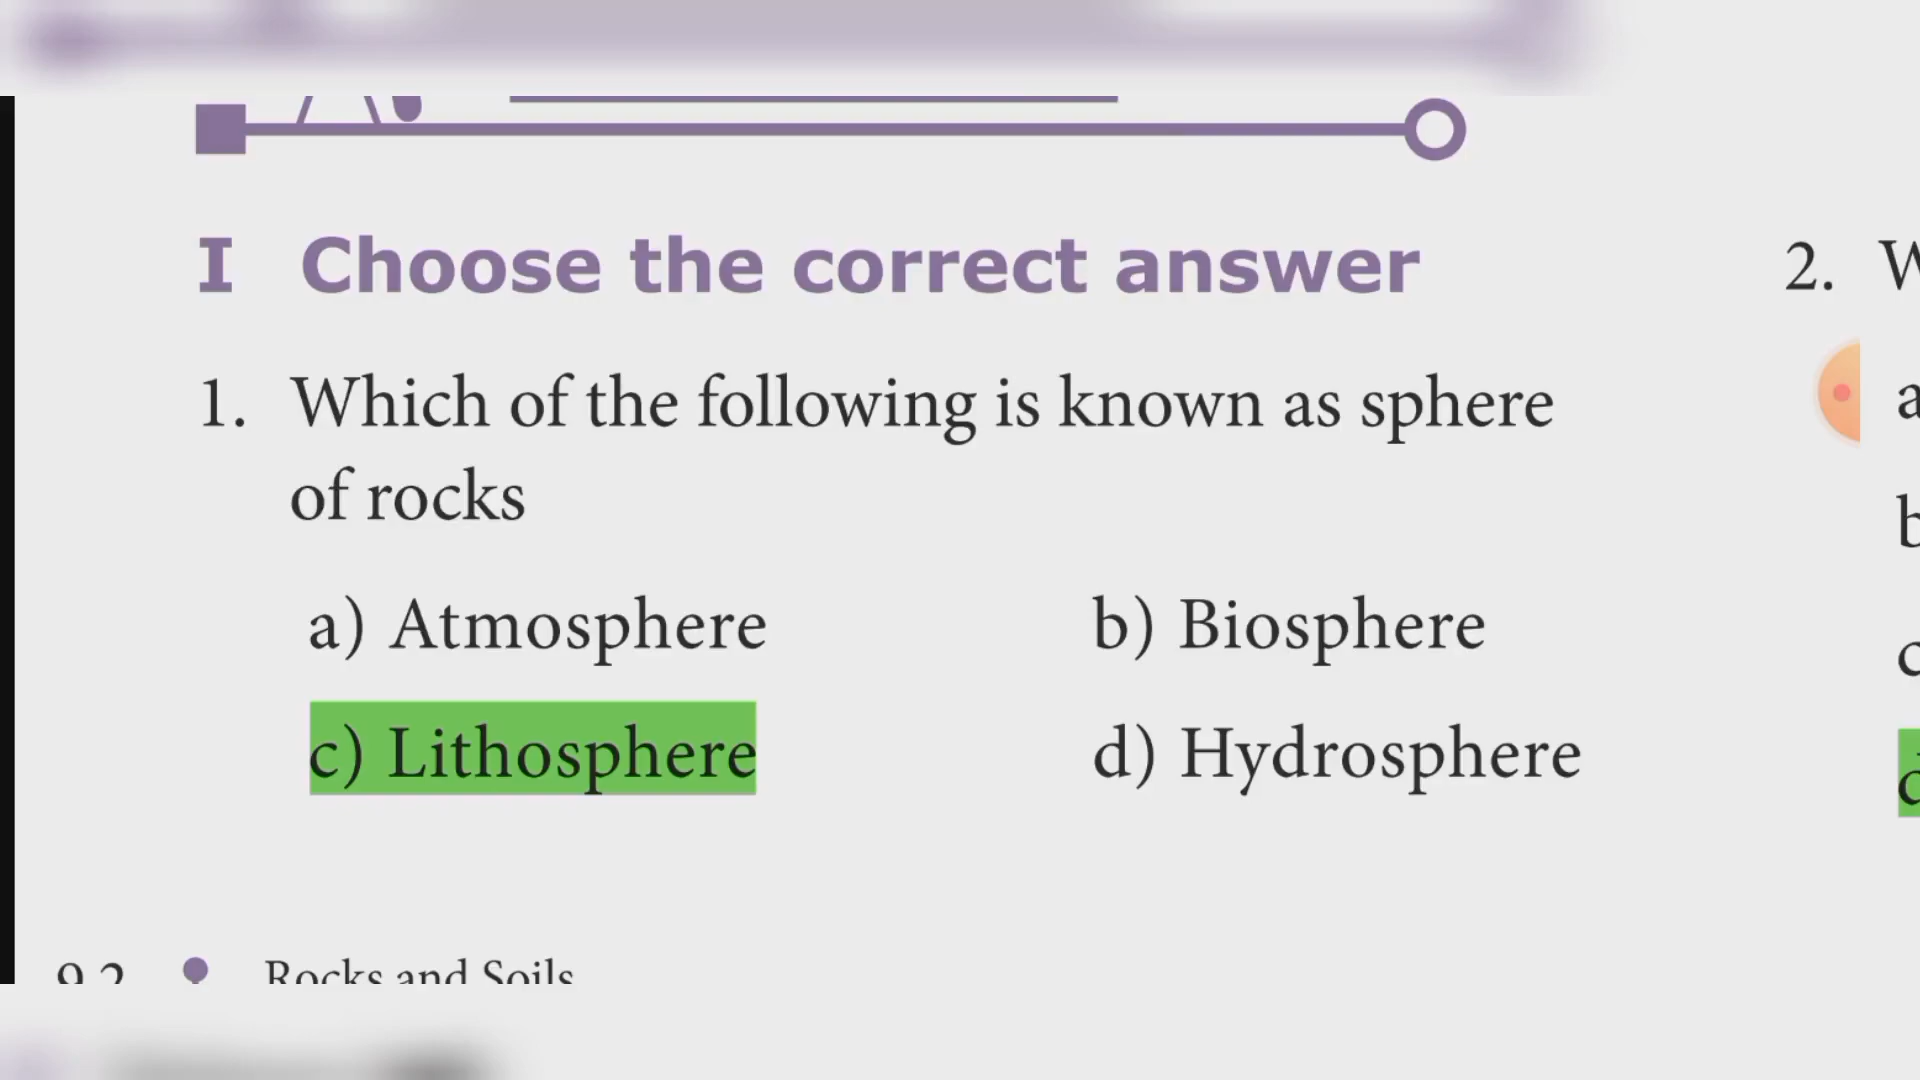 I Choose the correct answer
1. Which of the following is known as sphere
of rocks
a) Atmosphere
b) Biosphere
c) Lithosphere
d) Hydrosphere
2.
a
b
Rocks and Soils